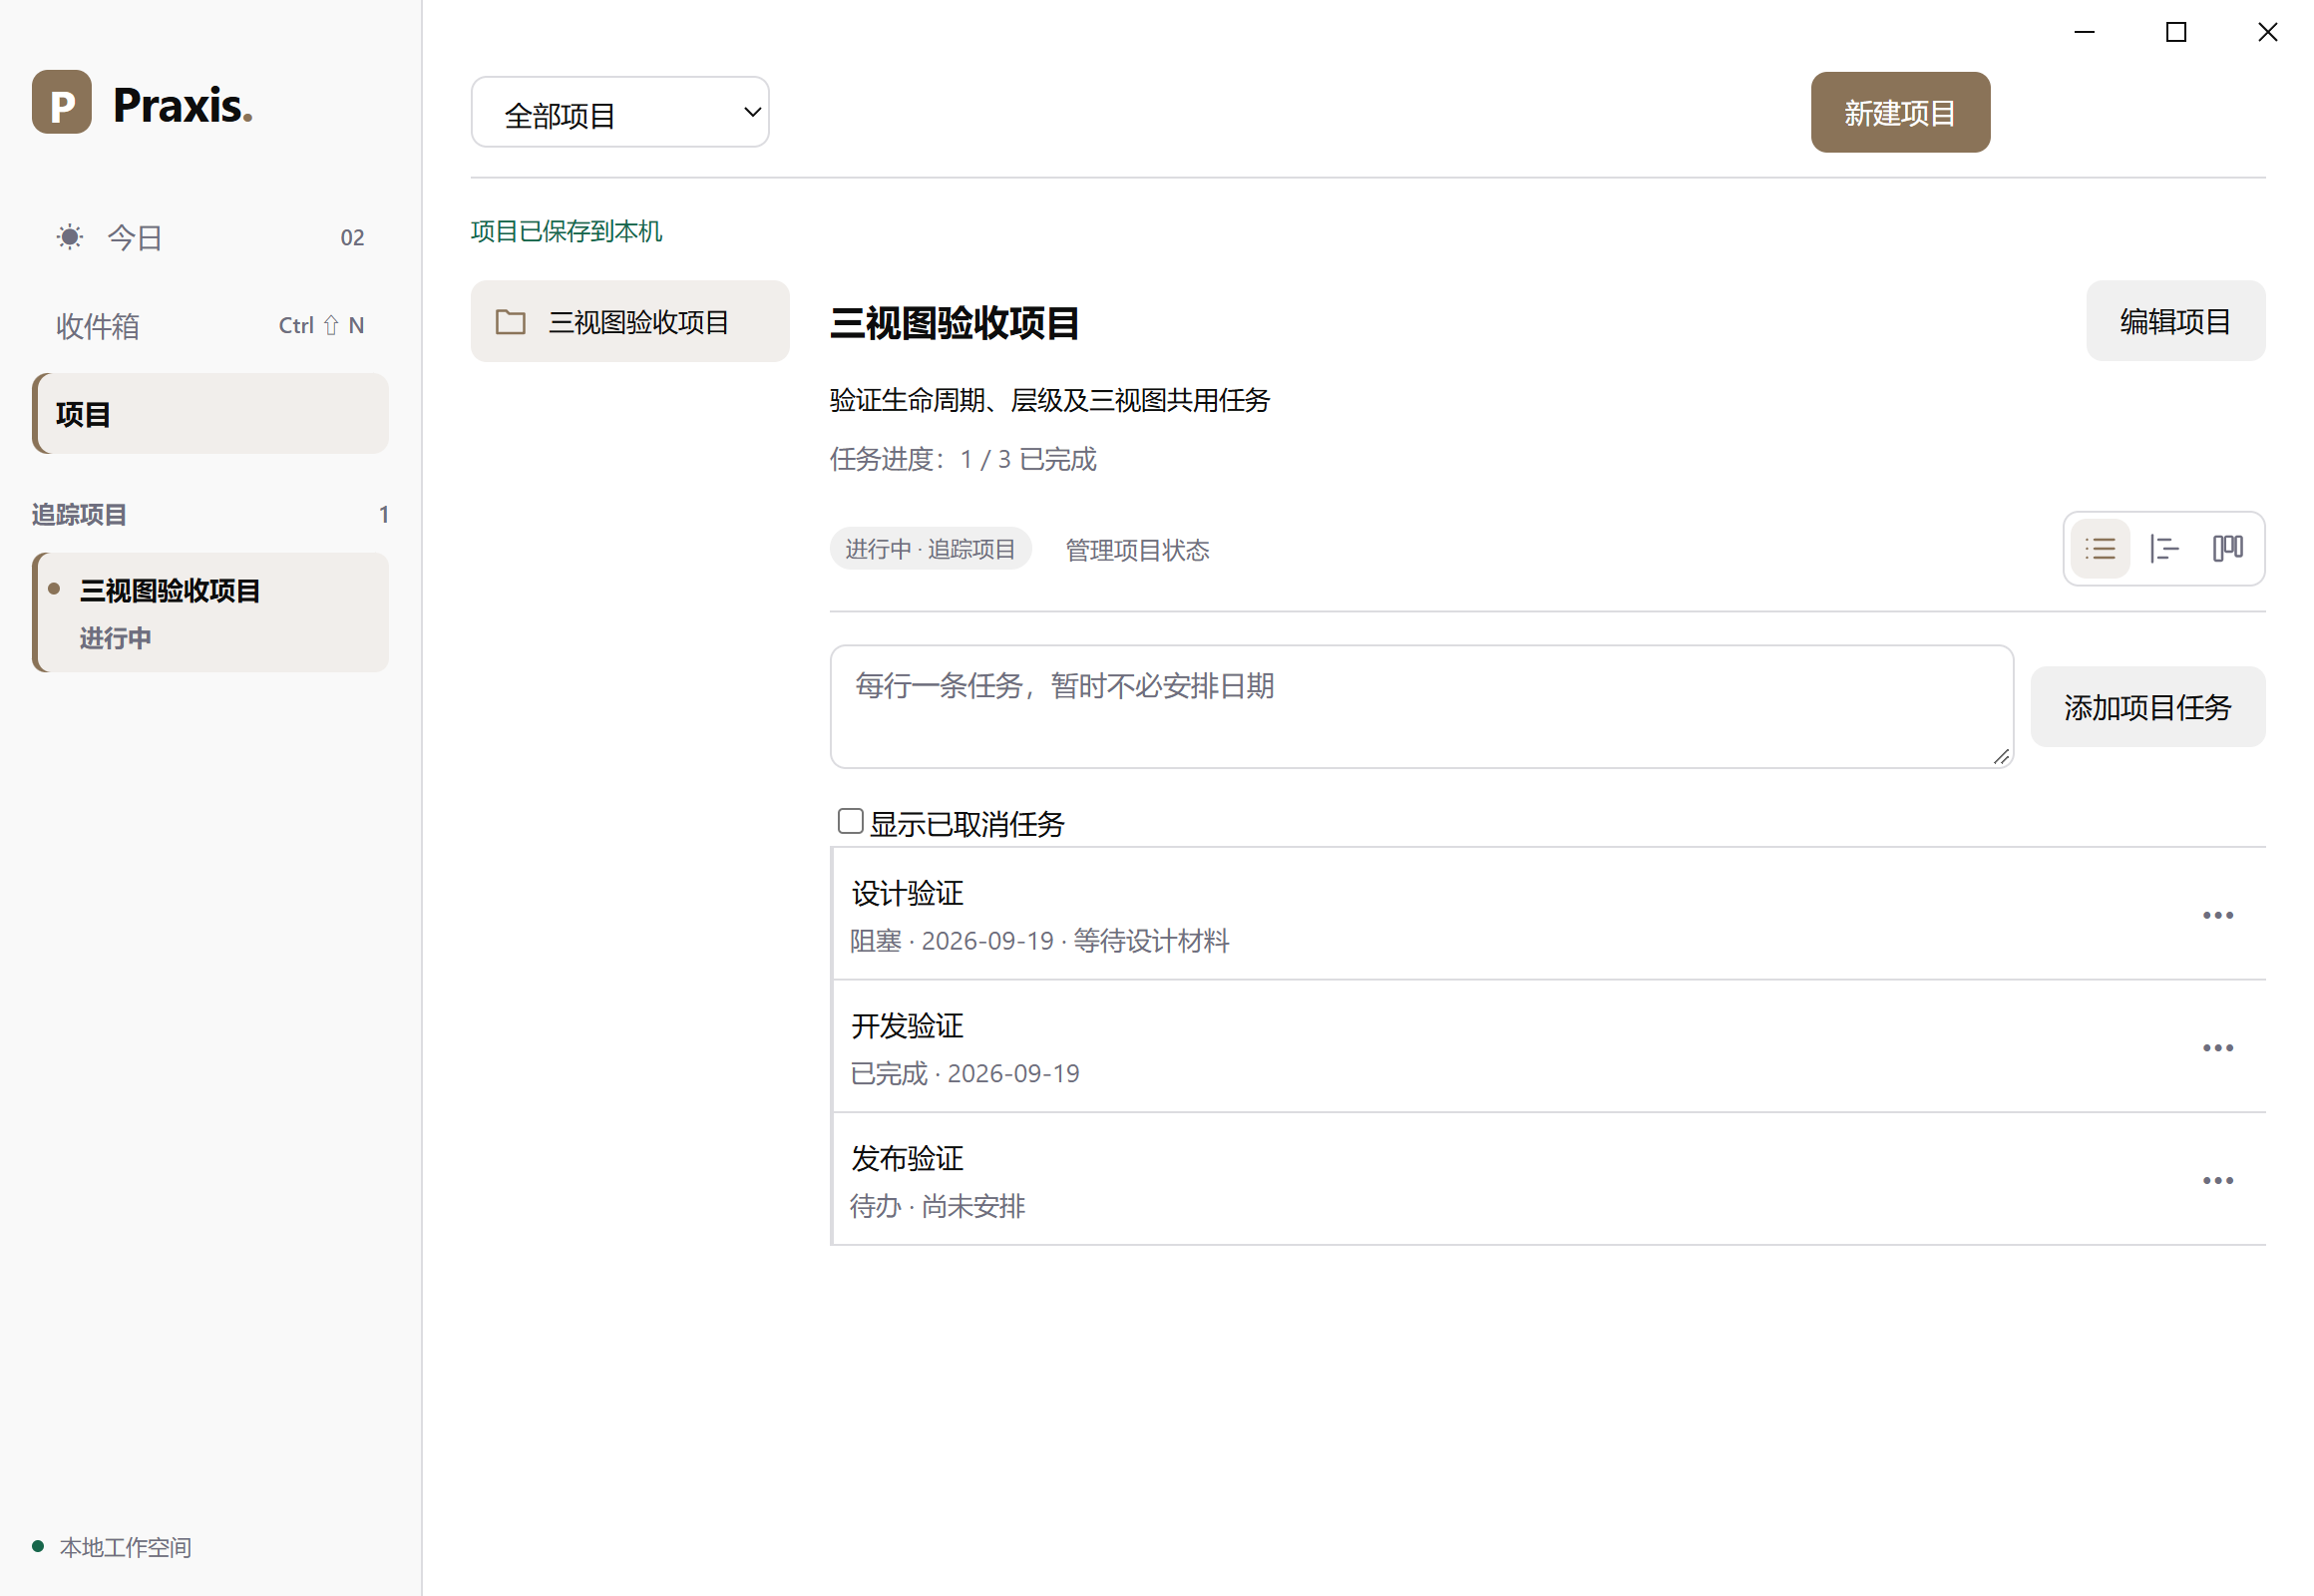 P Praxis.
今日 02
收件箱 Ctrl ⇧ N
项目
追踪项目 1
三视图验收项目
进行中
本地工作空间
全部项目
新建项目
项目已保存到本机
三视图验收项目
三视图验收项目
编辑项目
验证生命周期、层级及三视图共用任务
任务进度：1 / 3 已完成
进行中 · 追踪项目 管理项目状态
每行一条任务，暂时不必安排日期
添加项目任务
显示已取消任务
设计验证
阻塞 · 2026-09-19 · 等待设计材料
开发验证
已完成 · 2026-09-19
发布验证
待办 · 尚未安排